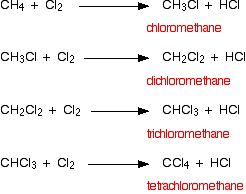 CH4 + Cl2 → CH3Cl + HCl
chloromethane
CH3Cl + Cl2 → CH2Cl2 + HCl
dichloromethane
CH2Cl2 + Cl2 → CHCl3 + HCl
trichloromethane
CHCl3 + Cl2 → CCl4 + HCl
tetrachloromethane